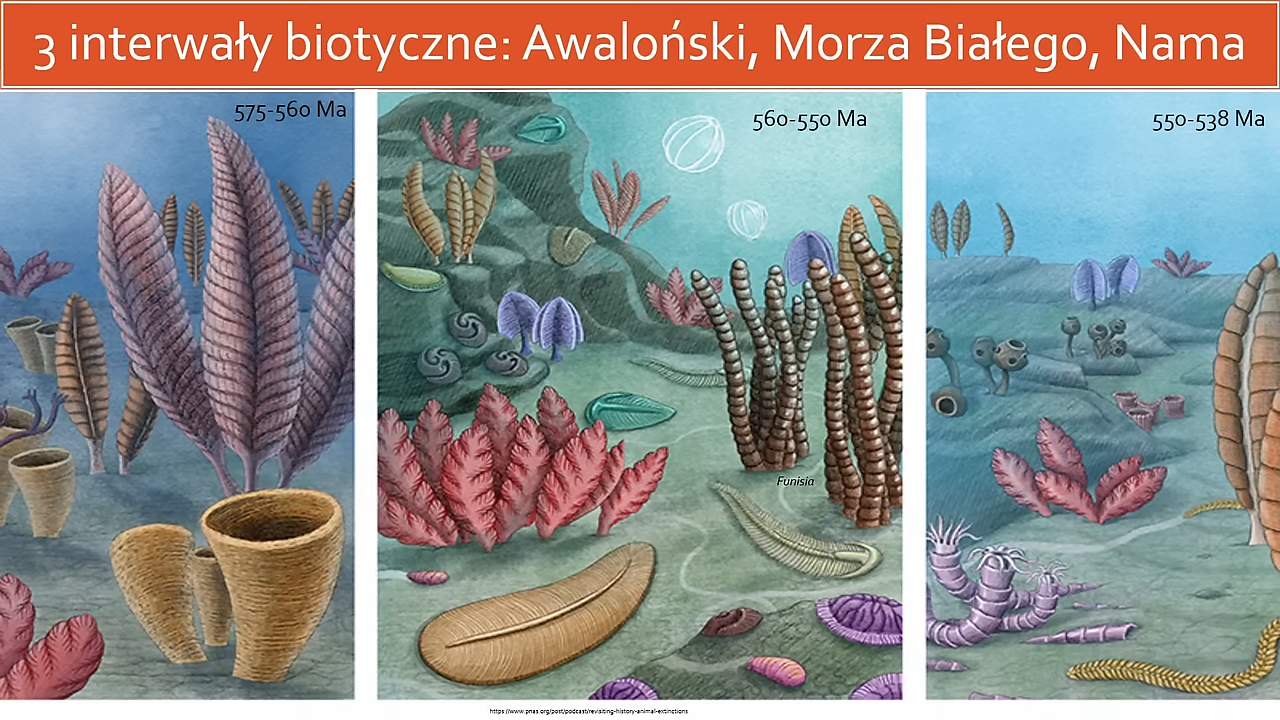 3 interwały biotyczne: Awaloński, Morza Białego, Nama
575-560 Ma
560-550 Ma
550-538 Ma
Funisia
https://www.pnas.org/post/podcast/revisiting-history-animal-extinctions